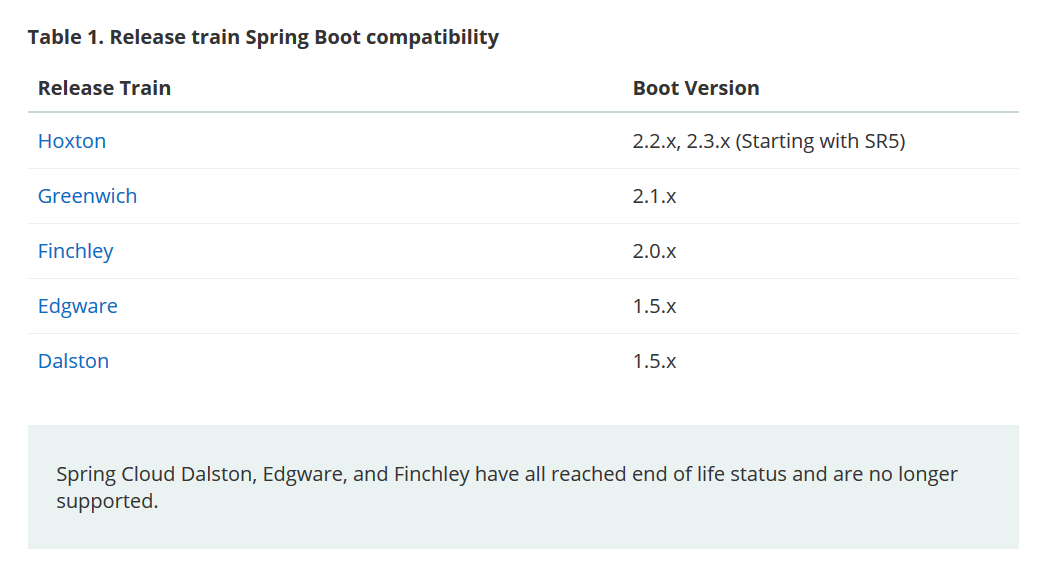 Table 1. Release train Spring Boot compatibility
Release Train Boot Version
Hoxton 2.2.x, 2.3.x (Starting with SR5)
Greenwich 2.1.x
Finchley 2.0.x
Edgware 1.5.x
Dalston 1.5.x
Spring Cloud Dalston, Edgware, and Finchley have all reached end of life status and are no longer
supported.